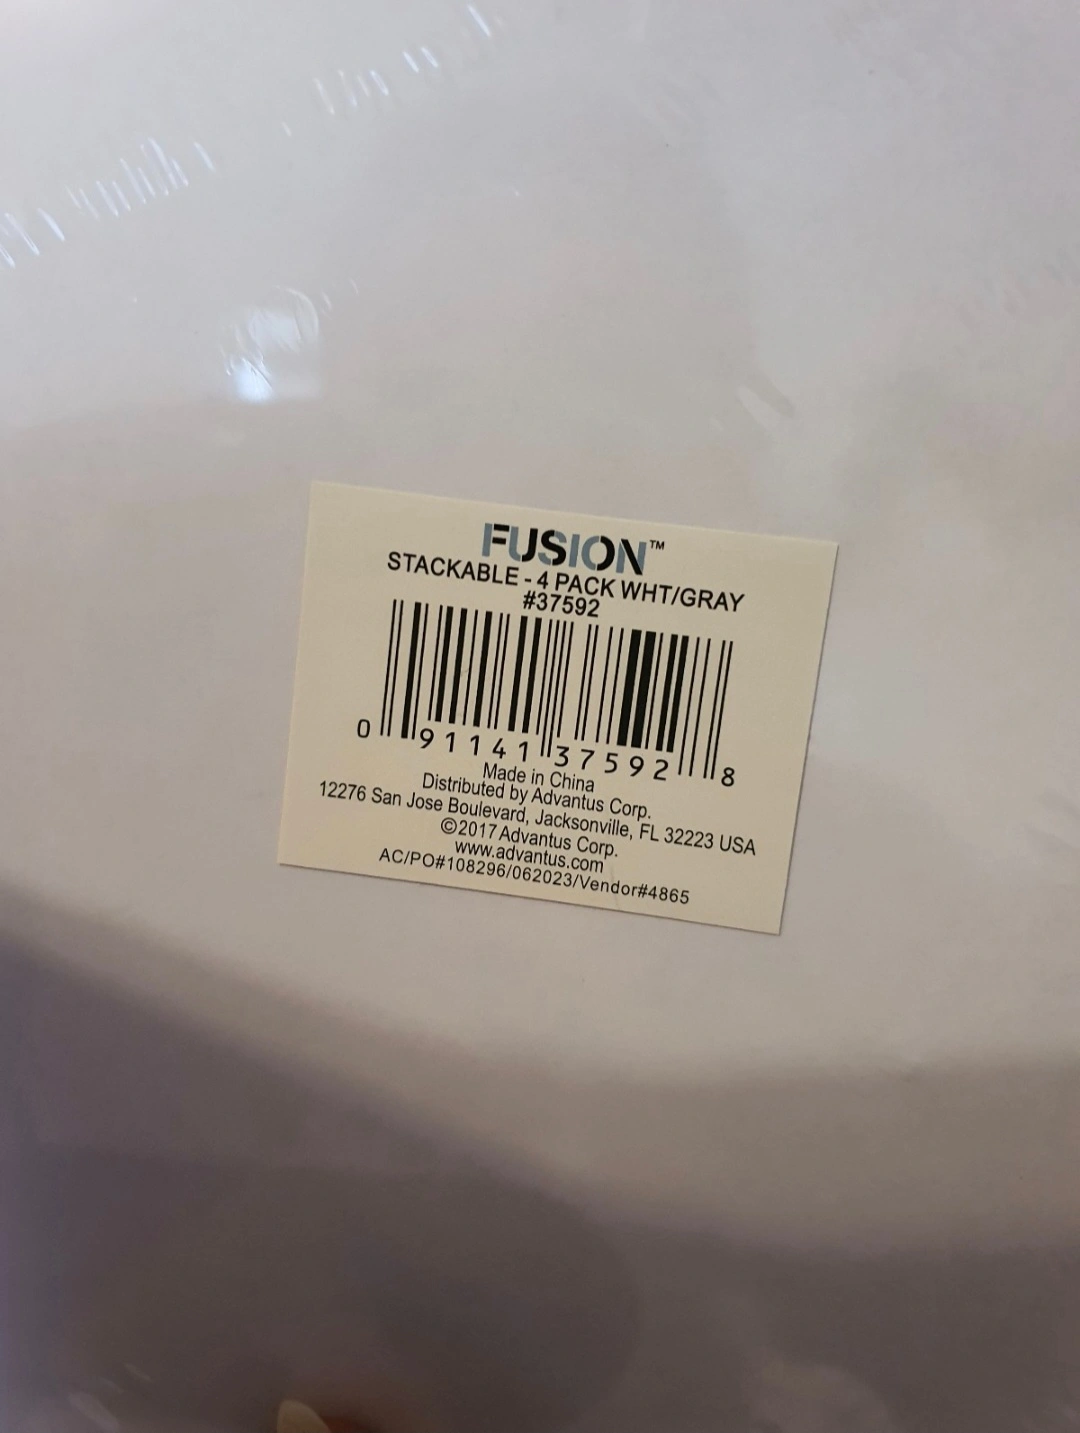 FUSION™
STACKABLE - 4 PACK WHT/GRAY
#37592
0 91141 37592 8
Made in China
Distributed by Advantus Corp.
12276 San Jose Boulevard, Jacksonville, FL 32223 USA
©2017 Advantus Corp.
www.advantus.com
AC/PO#108296/062023/Vendor#4865